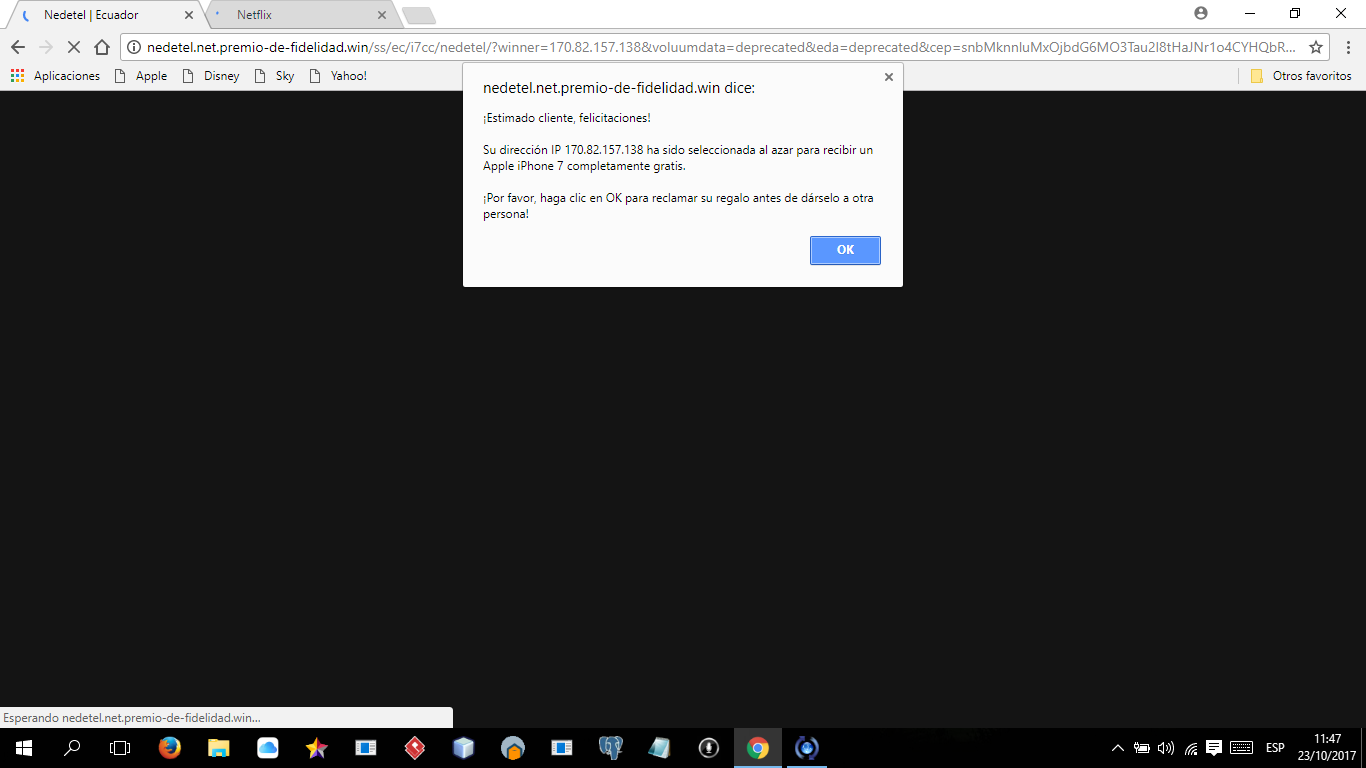 Nedetel | Ecuador
Netflix
nedetel.net.premio-de-fidelidad.win/ss/ec/i7cc/nedetel/?winner=170.82.157.138&voluumdata=deprecated&eda=deprecated&cep=snbMknnluMxOjbdG6MO3Tau2I8tHaJNr1o4CYHQbR...
Aplicaciones
Apple
Disney
Sky
Yahoo!
Otros favoritos
nedetel.net.premio-de-fidelidad.win dice:
¡Estimado cliente, felicitaciones!
Su dirección IP 170.82.157.138 ha sido seleccionada al azar para recibir un
Apple iPhone 7 completamente gratis.
¡Por favor, haga clic en OK para reclamar su regalo antes de dárselo a otra
persona!
OK
Esperando nedetel.net.premio-de-fidelidad.win...
ESP
11:47
23/10/2017